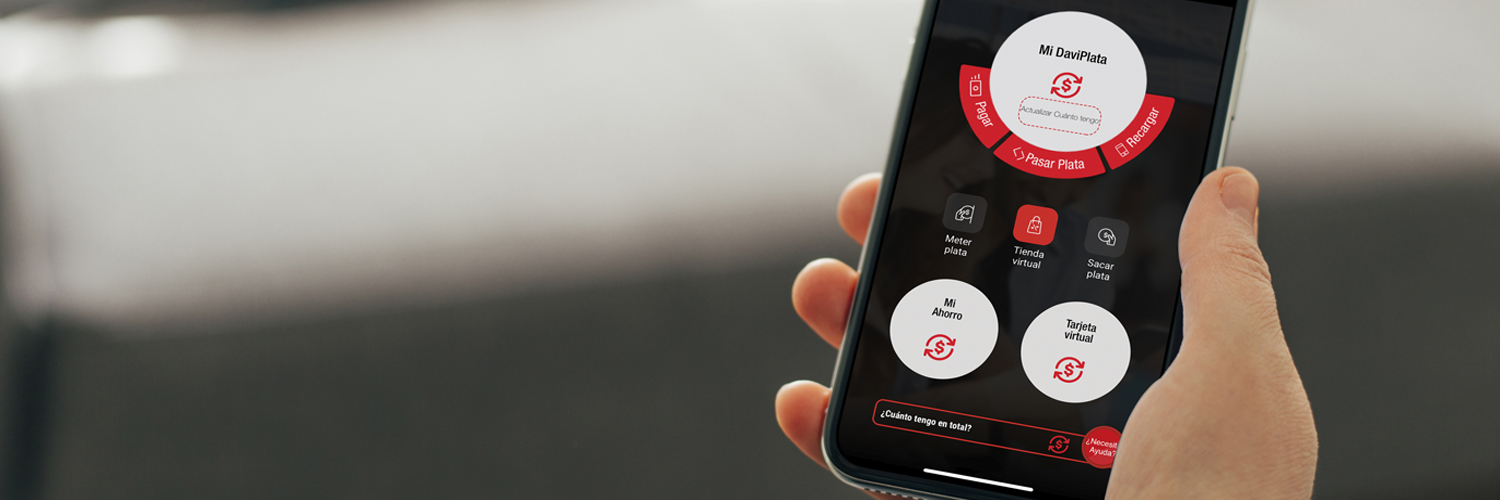 Mi DaviPlata
Actualizar Cuánto tengo
Pagar
Pasar Plata
Recargar
Meter
plata
Tienda
virtual
Sacar
plata
Mi
Ahorro
Tarjeta
virtual
¿Cuánto tengo en total?
¿Necesit
Ayuda?